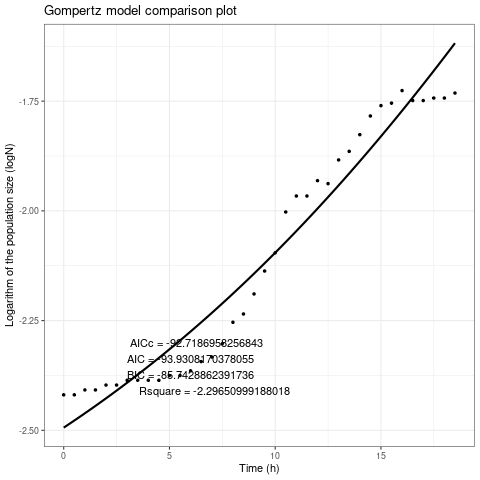 Gompertz model comparison plot
Logarithm of the population size (logN)
-1.75
-2.00
-2.25
-2.50
AICc = -92.7186958256843
AIC = -93.9308170378055
BIC = -85.7428862391736
Rsquare = -2.29650999188018
0 5 10 15
Time (h)